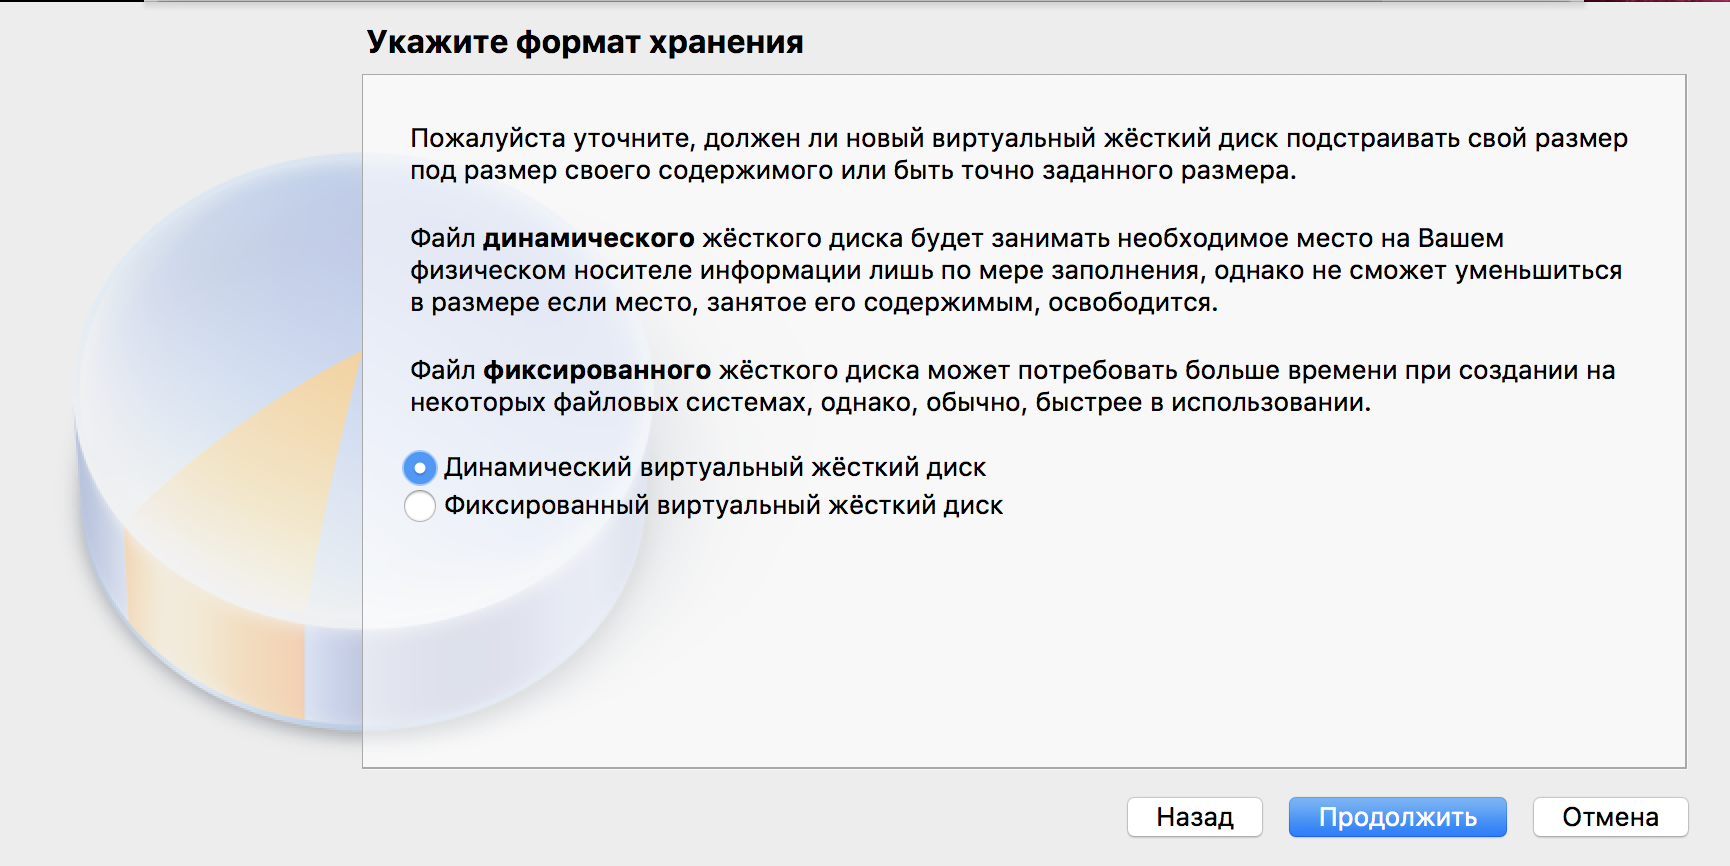 Укажите формат хранения
Пожалуйста уточните, должен ли новый виртуальный жёсткий диск подстраивать свой размер
под размер своего содержимого или быть точно заданного размера.
Файл динамического жёсткого диска будет занимать необходимое место на Вашем
физическом носителе информации лишь по мере заполнения, однако не сможет уменьшиться
в размере если место, занятое его содержимым, освободится.
Файл фиксированного жёсткого диска может потребовать больше времени при создании на
некоторых файловых системах, однако, обычно, быстрее в использовании.
Динамический виртуальный жёсткий диск
Фиксированный виртуальный жёсткий диск
Назад
Продолжить
Отмена